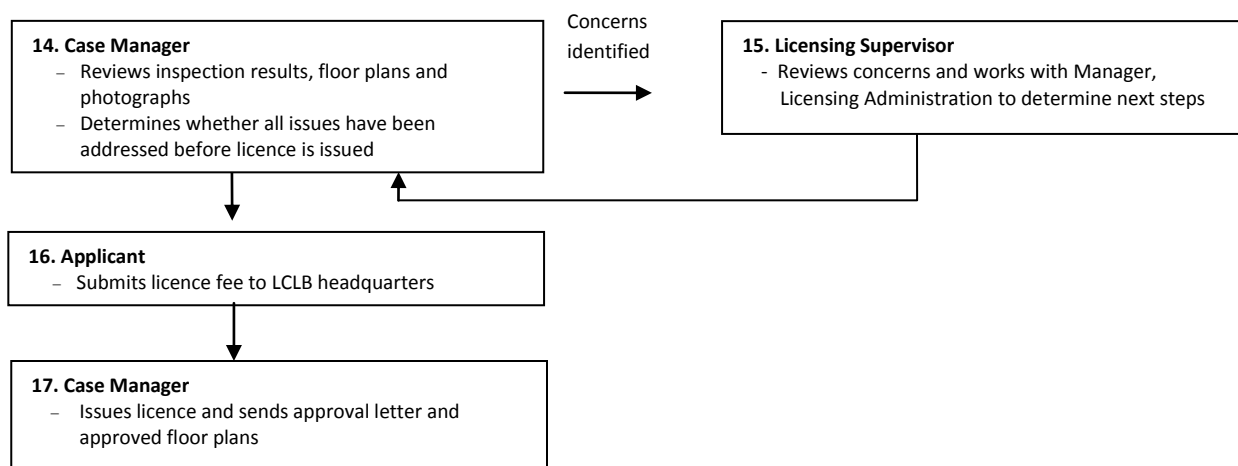 14. Case Manager
– Reviews inspection results, floor plans and
photographs
– Determines whether all issues have been
addressed before licence is issued
Concerns
identified
15. Licensing Supervisor
- Reviews concerns and works with Manager,
Licensing Administration to determine next steps
16. Applicant
– Submits licence fee to LCLB headquarters
17. Case Manager
– Issues licence and sends approval letter and
approved floor plans